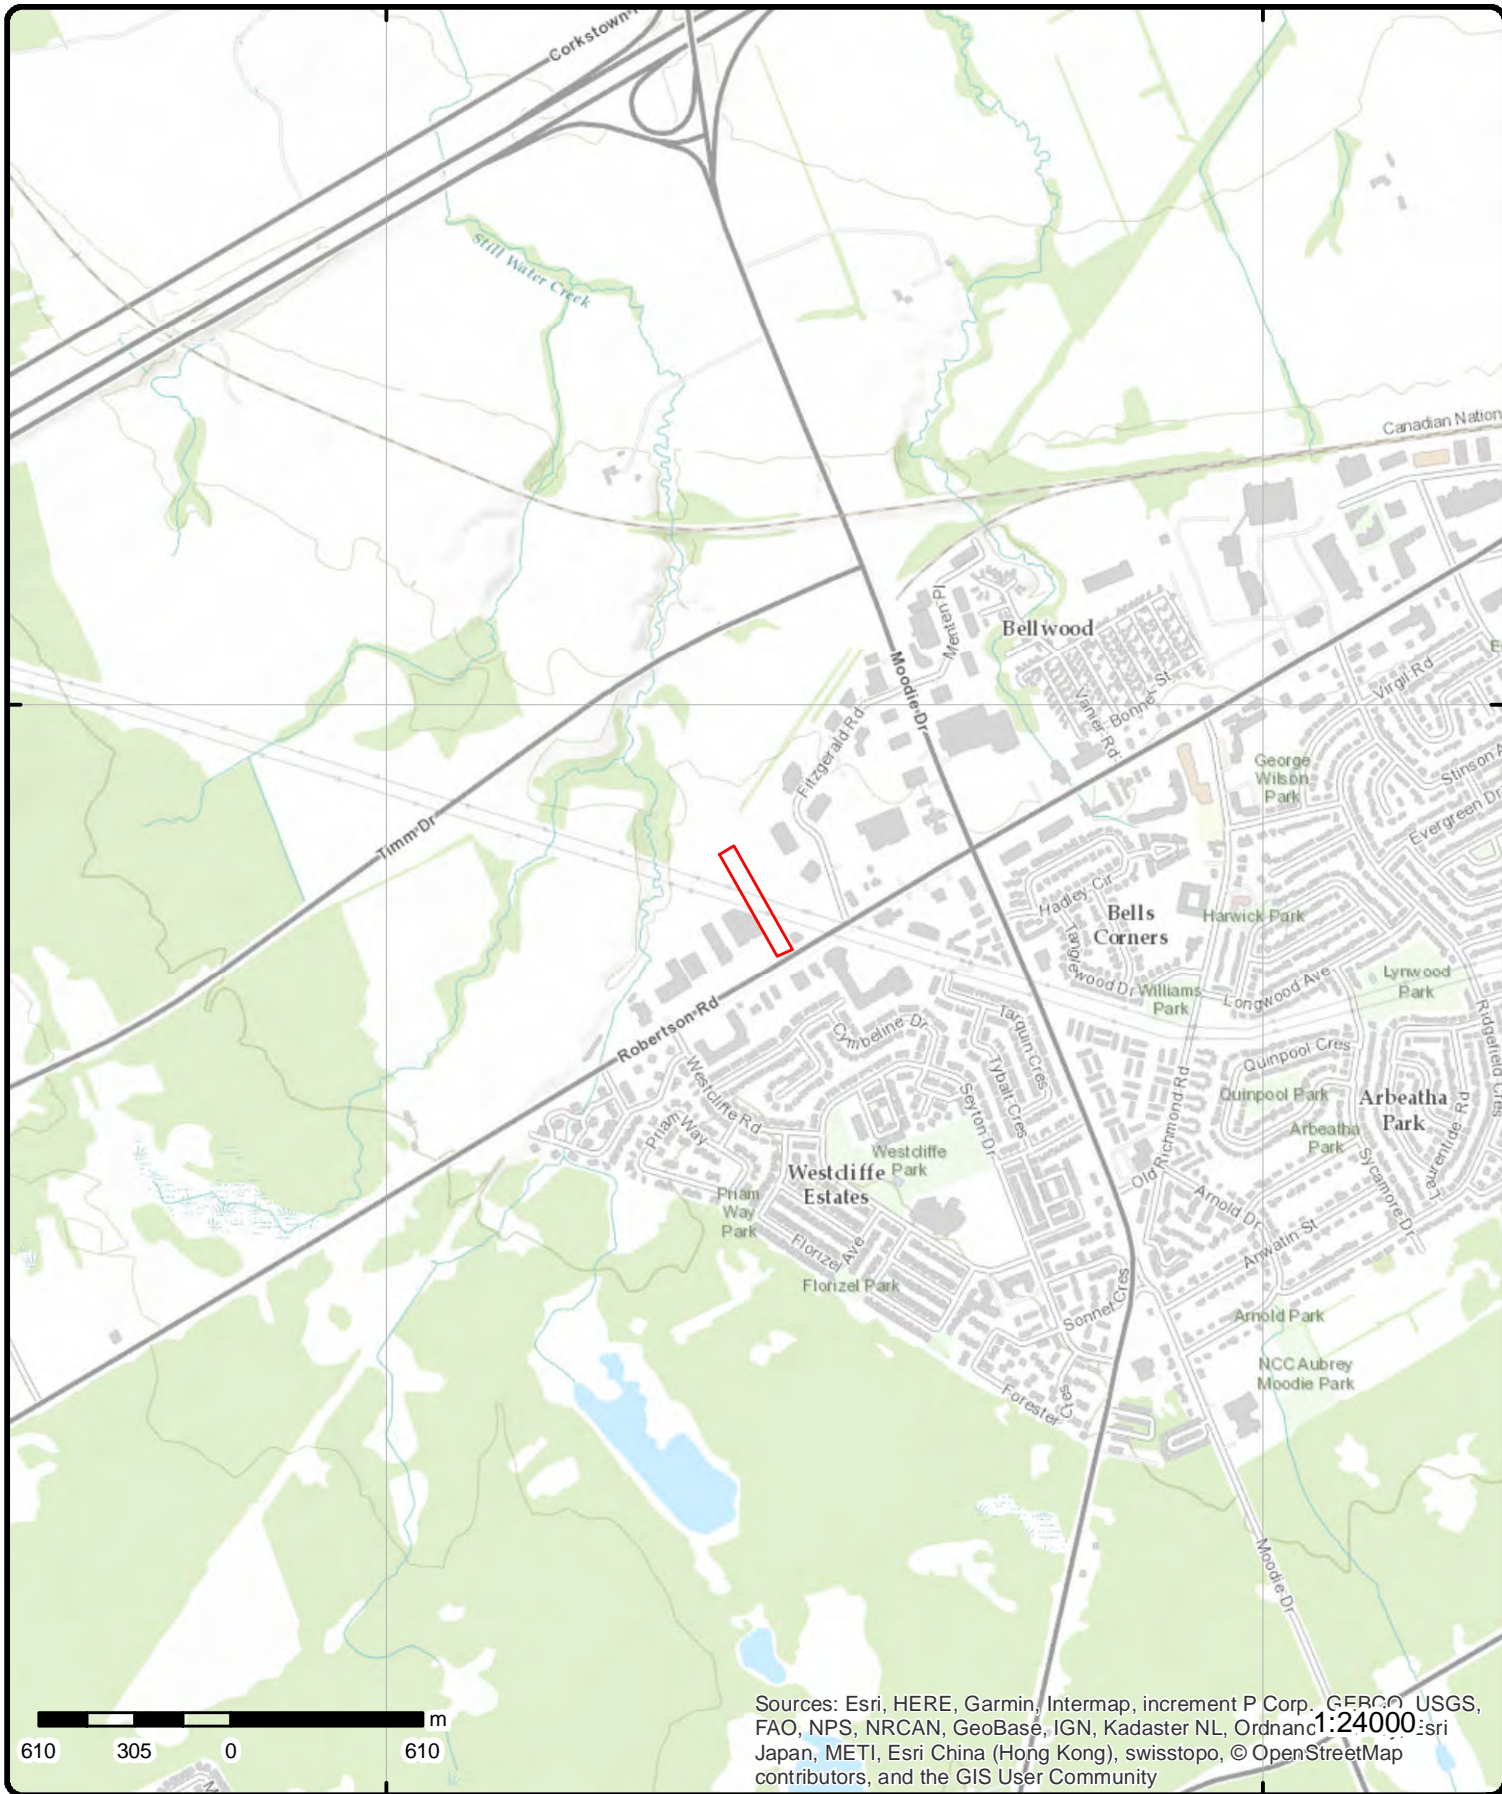 Corkstown
Still Water Creek
Canadian Nation
Menten Pl
Bellwood
Moodie Dr
Virgil Rd
Vanier Rd
Bonner St
Fitzgerald Rd
George
Wilson
Park
Stinson A
Evergreen Dr
Timm Dr
Hadley Cir
Bells
Corners
Harwick Park
Tanglewood Dr
Williams
Park
Longwood Ave
Lynwood
Park
Ridgefield Cres
Robertson Rd
Cymbeline Dr
Tarquin Cres
Tybalt Cres
Seyton Dr
Quinpool Cres
Quinpool Park
Arbeatha
Park
Arbeatha
Park
Laurentide Rd
Sycamore Dr
Old Richmond Rd
Westcliffe Rd
Priam Way
Westcliffe
Park
Westcliffe
Estates
Priam
Way
Park
Arnold Dr
Anwatin St
Florizel Ave
Florizel Park
Sonnet Cres
Arnold Park
NCC Aubrey
Moodie Park
Forester
Cres
Moodie Dr
m
610 305 0 610
Sources: Esri, HERE, Garmin, Intermap, increment P Corp., GEBCO, USGS,
FAO, NPS, NRCAN, GeoBase, IGN, Kadaster NL, Ordnanc
1:24000
Esri
Japan, METI, Esri China (Hong Kong), swisstopo, © OpenStreetMap
contributors, and the GIS User Community